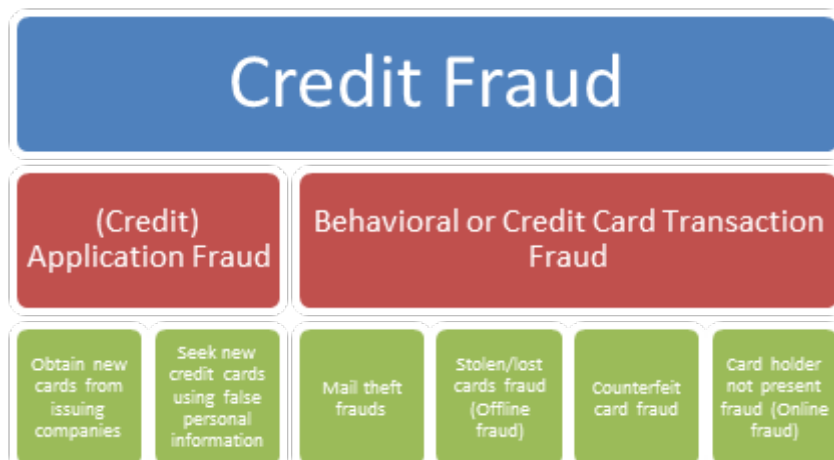 Credit Fraud
(Credit)
Application Fraud
Behavioral or Credit Card Transaction
Fraud
Obtain new
cards from
issuing
companies
Seek new
credit cards
using false
personal
information
Mail theft
frauds
Stolen/lost
cards fraud
(Offline
fraud)
Counterfeit
card fraud
Card holder
not present
fraud (Online
fraud)